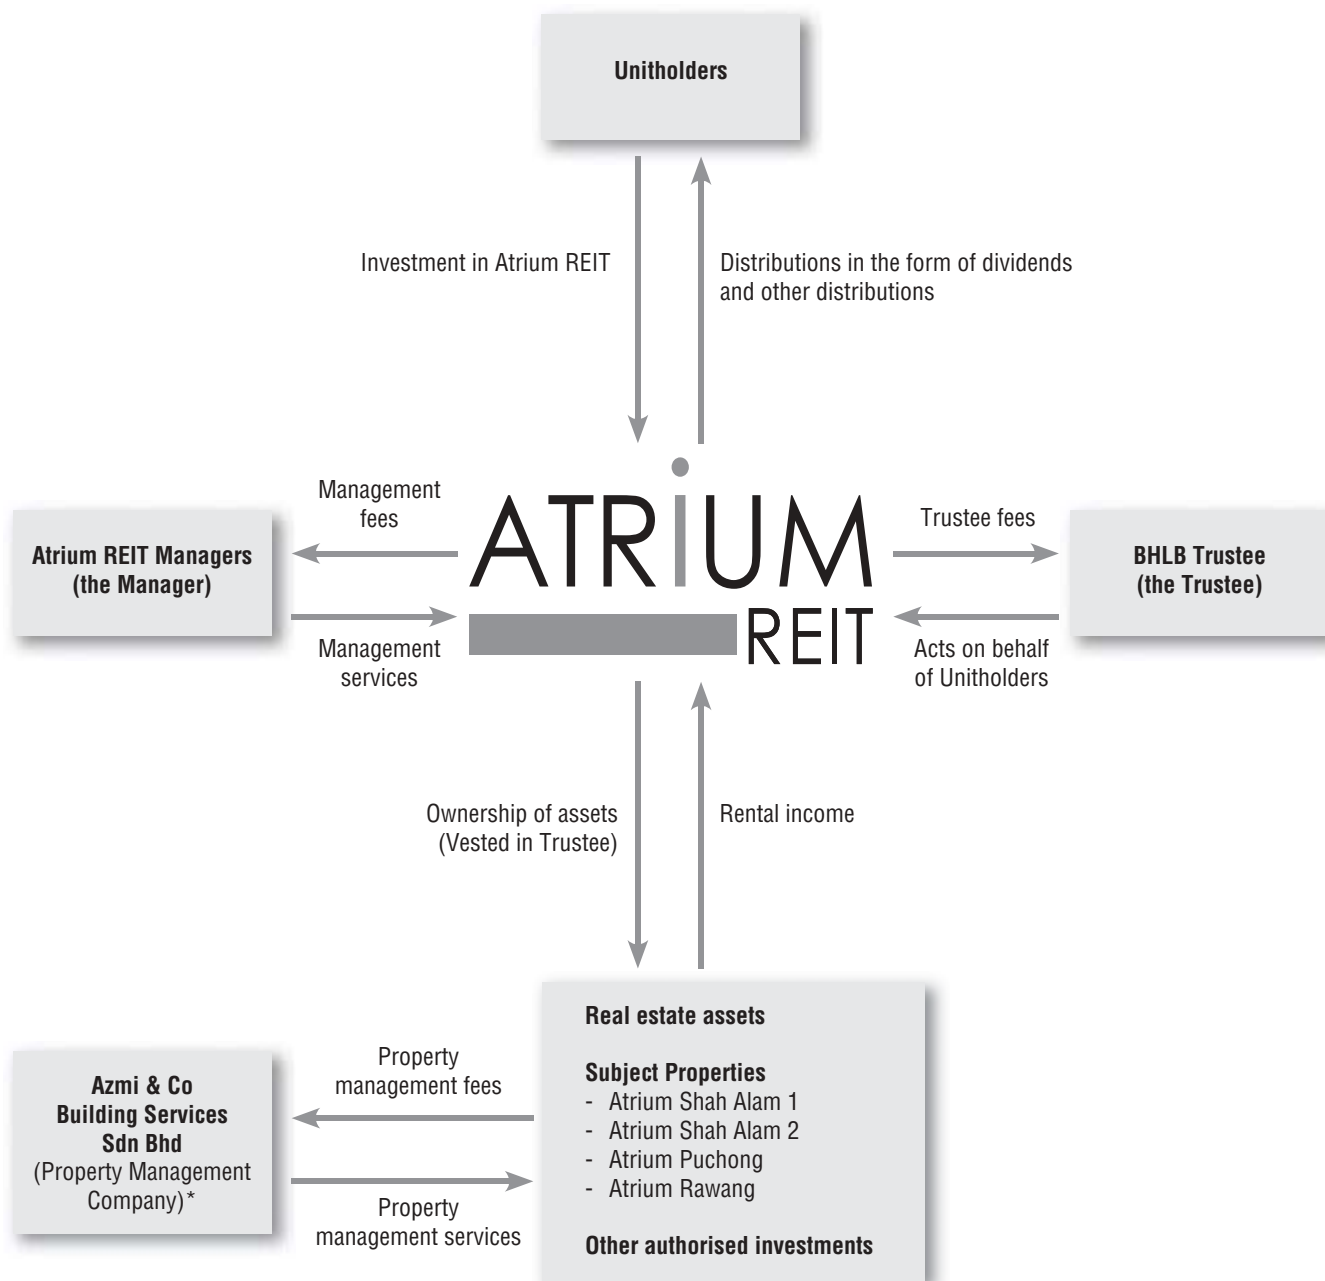 Unitholders
Investment in Atrium REIT
Distributions in the form of dividends
and other distributions
Management
fees
ATRiUM
REIT
Trustee fees
Atrium REIT Managers
(the Manager)
BHLB Trustee
(the Trustee)
Management
services
Acts on behalf
of Unitholders
Ownership of assets
(Vested in Trustee)
Rental income
Azmi & Co
Building Services
Sdn Bhd
(Property Management
Company)*
Property
management fees
Property
management services
Real estate assets
Subject Properties
- Atrium Shah Alam 1
- Atrium Shah Alam 2
- Atrium Puchong
- Atrium Rawang
Other authorised investments